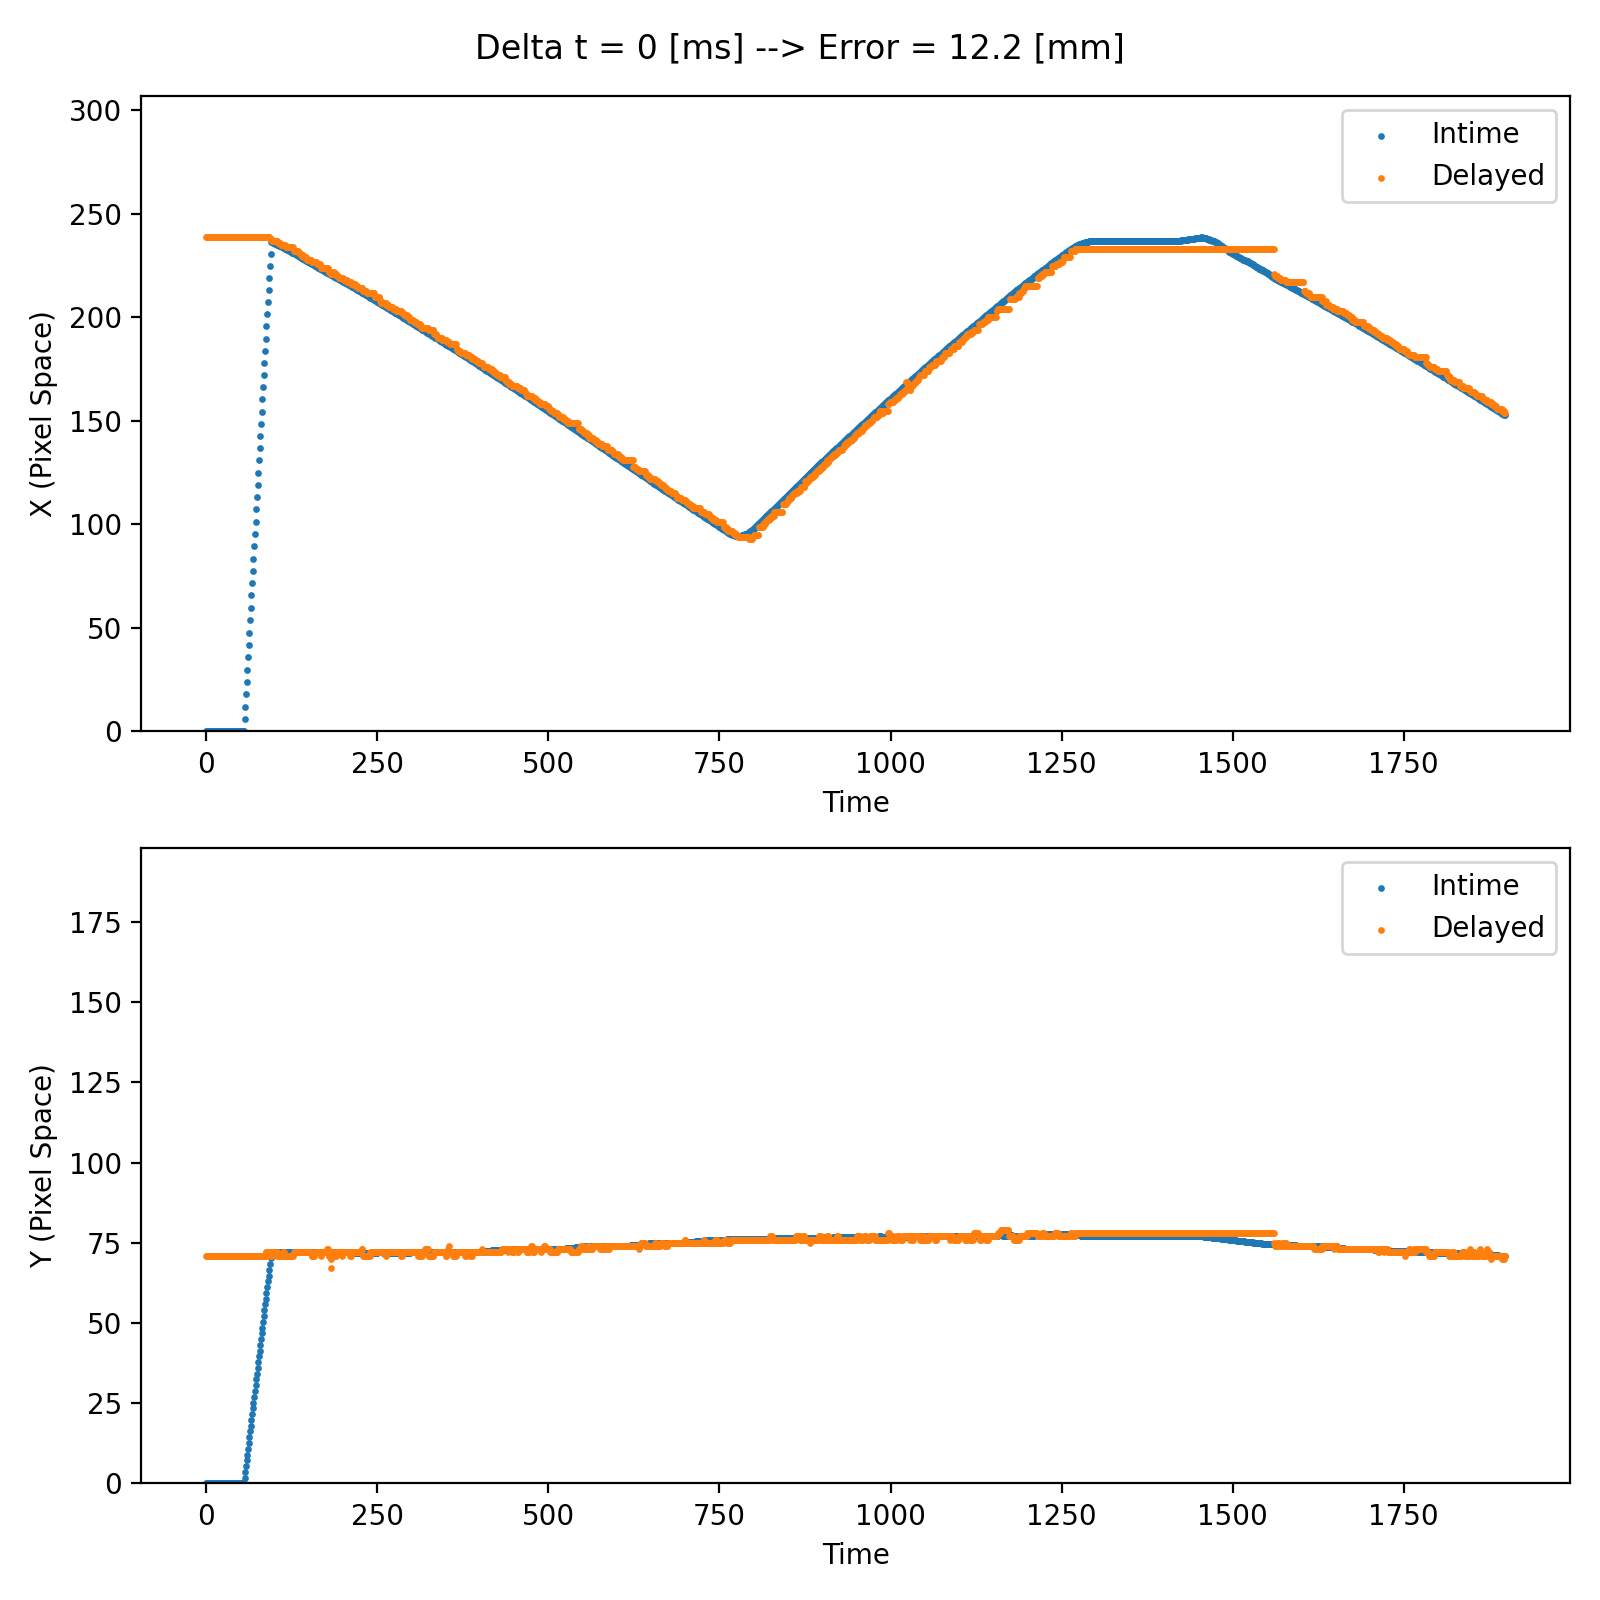 Delta t = 0 [ms] --> Error = 12.2 [mm]
300
250
200
150
100
50
0
X (Pixel Space)
Intime
Delayed
0 250 500 750 1000 1250 1500 1750
Time
175
150
125
100
75
50
25
0
Y (Pixel Space)
Intime
Delayed
0 250 500 750 1000 1250 1500 1750
Time